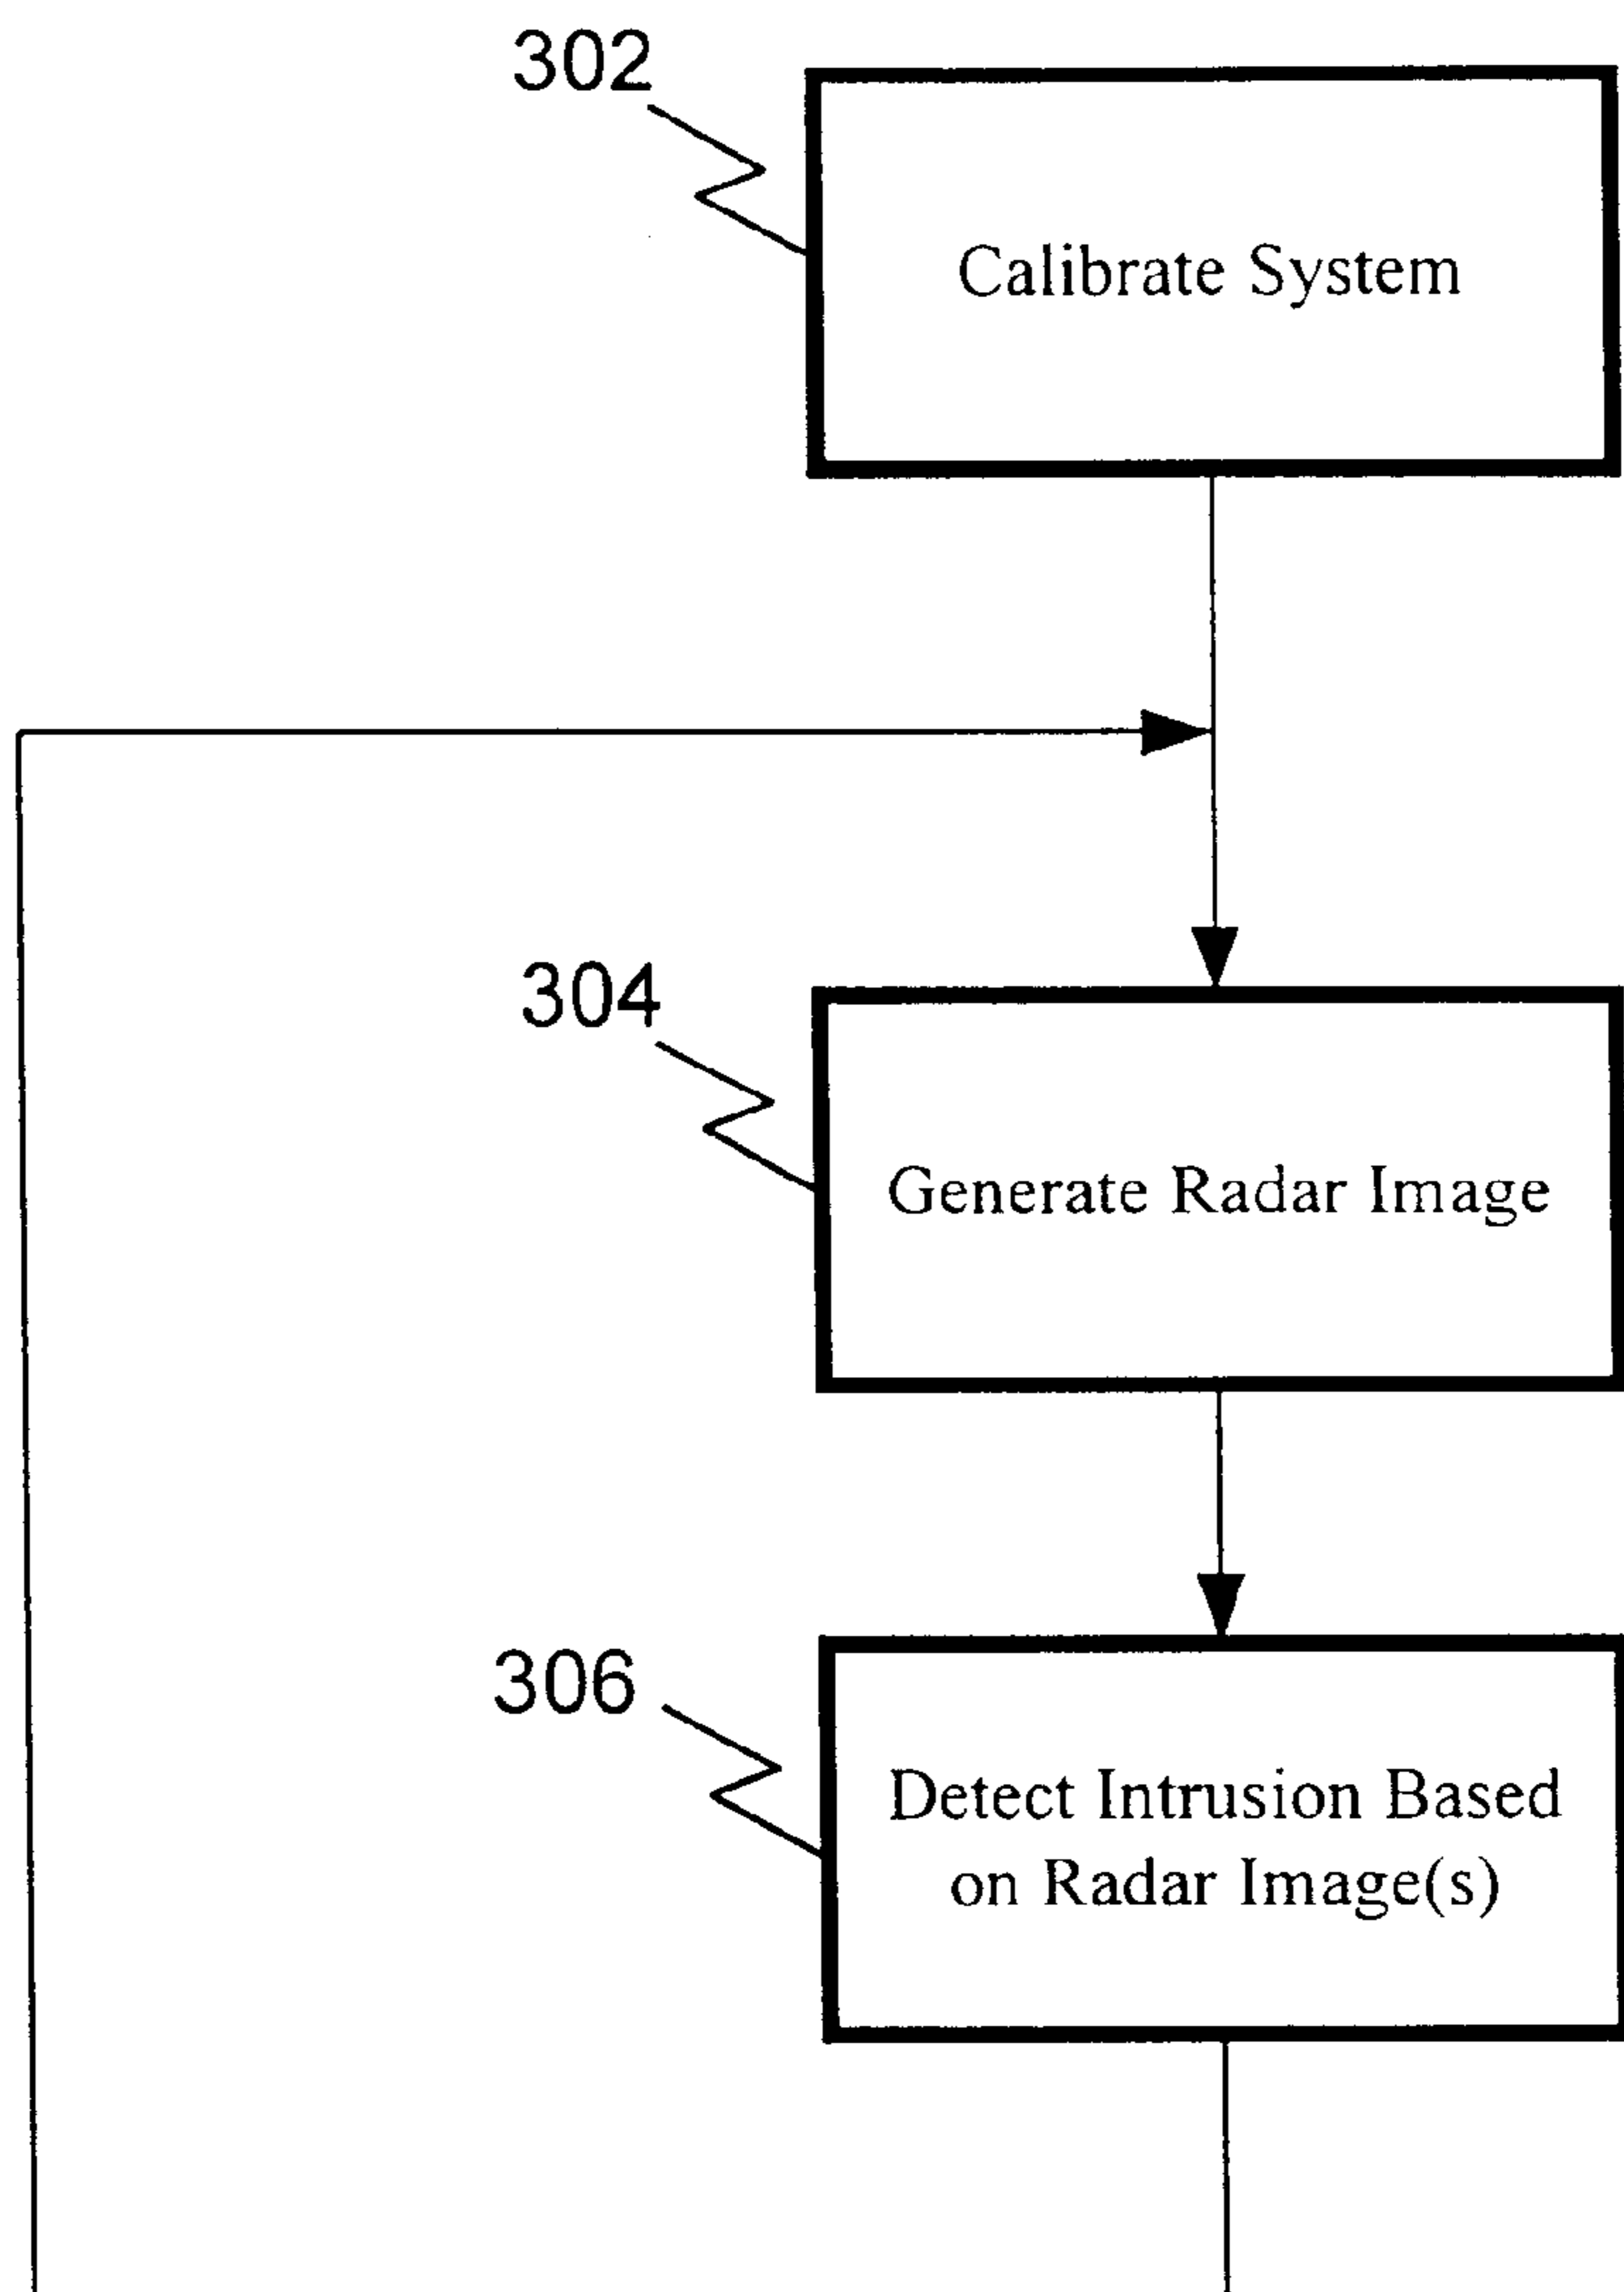 302
Calibrate System
304
Generate Radar Image
306
Detect Intrusion Based
on Radar Image(s)